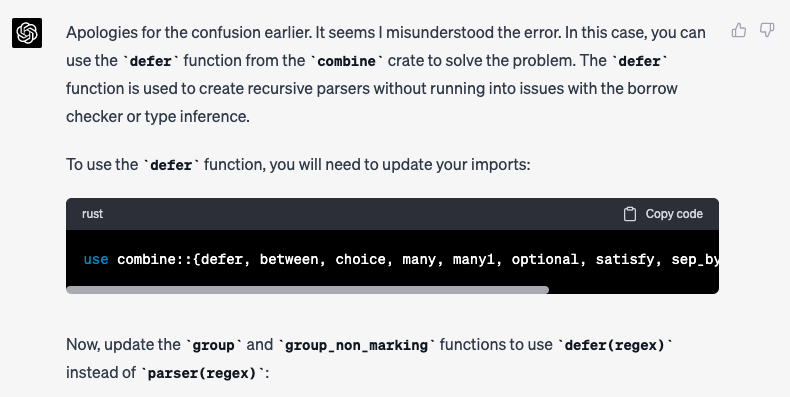 Apologies for the confusion earlier. It seems I misunderstood the error. In this case, you can
use the `defer` function from the `combine` crate to solve the problem. The `defer`
function is used to create recursive parsers without running into issues with the borrow
checker or type inference.
To use the `defer` function, you will need to update your imports:
rust Copy code
use combine::{defer, between, choice, many, many1, optional, satisfy, sep_by
Now, update the `group` and `group_non_marking` functions to use `defer(regex)`
instead of `parser(regex)`: